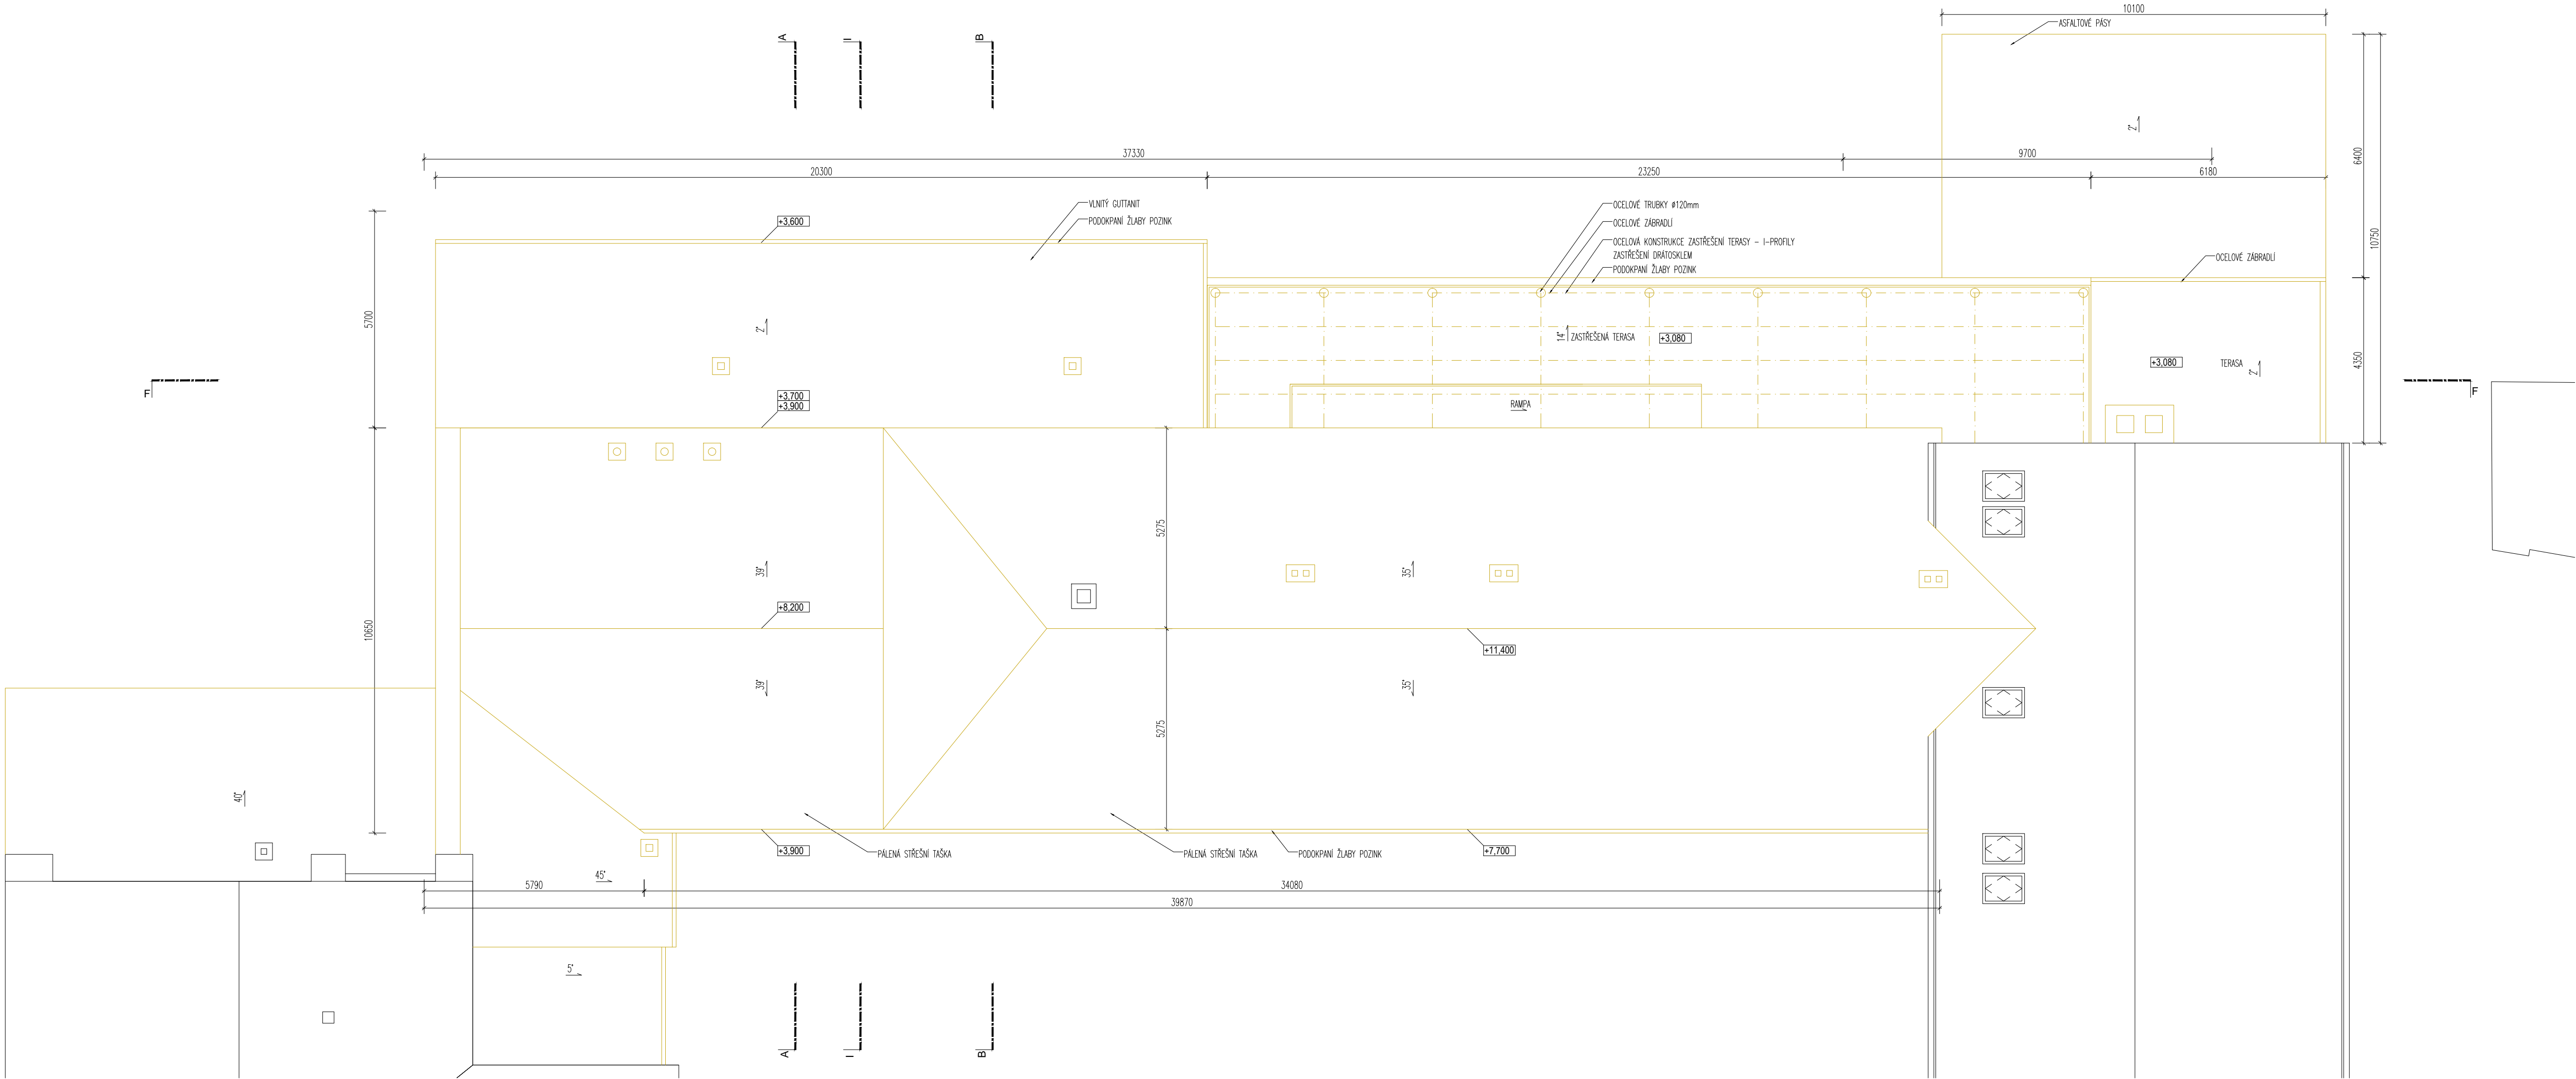 10100
ASFALTOVÉ PÁSY
A
I
B
2°
37330
9700
20300
23250
6180
6400
10750
VLNITÝ GUTTANIT
PODOKPANÍ ŽLABY POZINK
OCELOVÉ TRUBKY Ø120mm
OCELOVÉ ZÁBRADLÍ
OCELOVÁ KONSTRUKCE ZASTŘEŠENÍ TERASY - I-PROFILY
ZASTŘEŠENÍ DRÁTOSKLEM
PODOKPANÍ ŽLABY POZINK
OCELOVÉ ZÁBRADLÍ
+3,600
5700
2°
14°
ZASTŘEŠENÁ TERASA
+3,080
+3,080
TERASA
2°
4350
F
F
+3,700
+3,900
RAMPA
5275
39°
35°
+8,200
10650
+11,400
39°
35°
5275
40°
+3,900
PÁLENÁ STŘEŠNÍ TAŠKA
PÁLENÁ STŘEŠNÍ TAŠKA
PODOKPANÍ ŽLABY POZINK
+7,700
45°
5790
34080
39870
5°
A
I
B